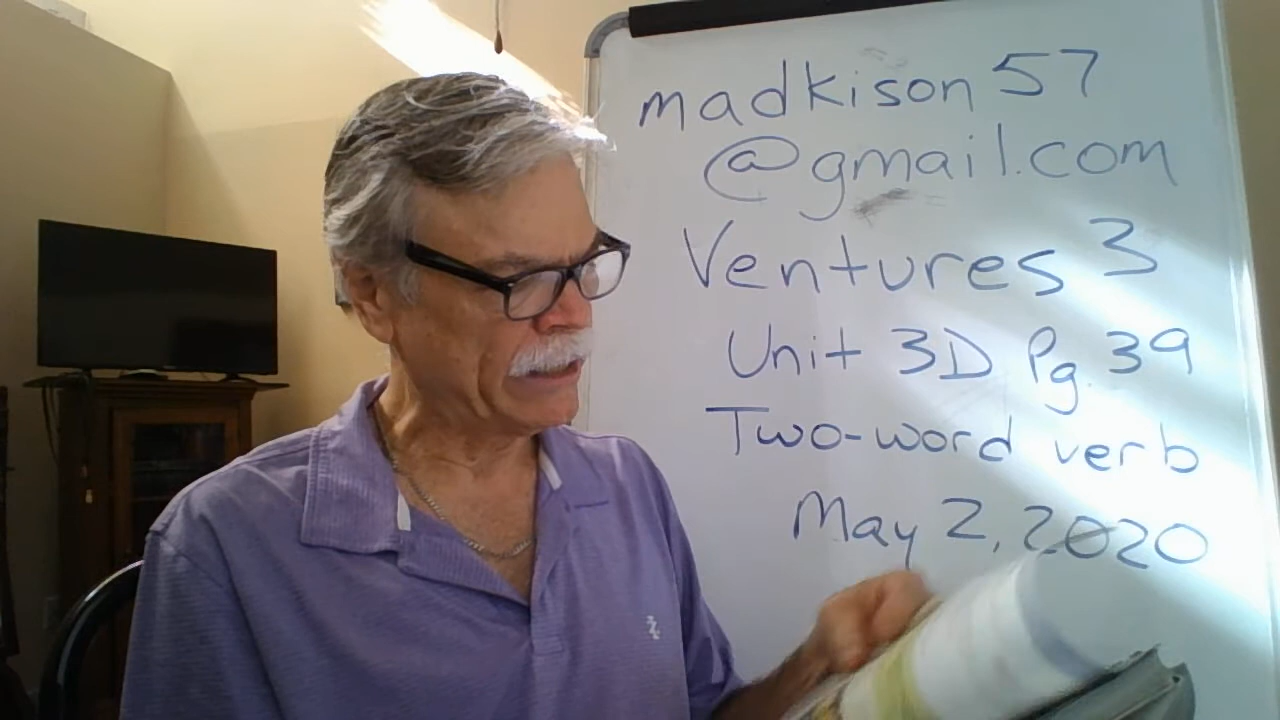 madkison57
@gmail.com
Ventures 3
Unit 3D Pg. 39
Two-word verb
May 2, 2020